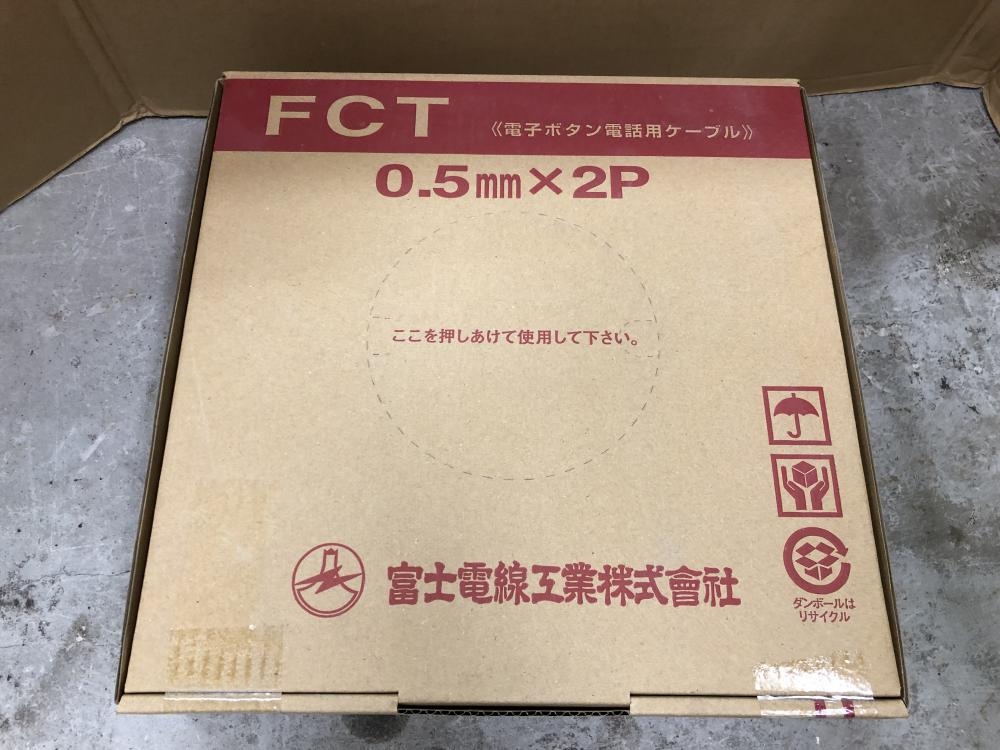 FCT 《電子ボタン電話用ケーブル》
0.5mm×2P
ここを押しあけて使用して下さい。
富士電線工業株式會社
ダンボールは
リサイクル